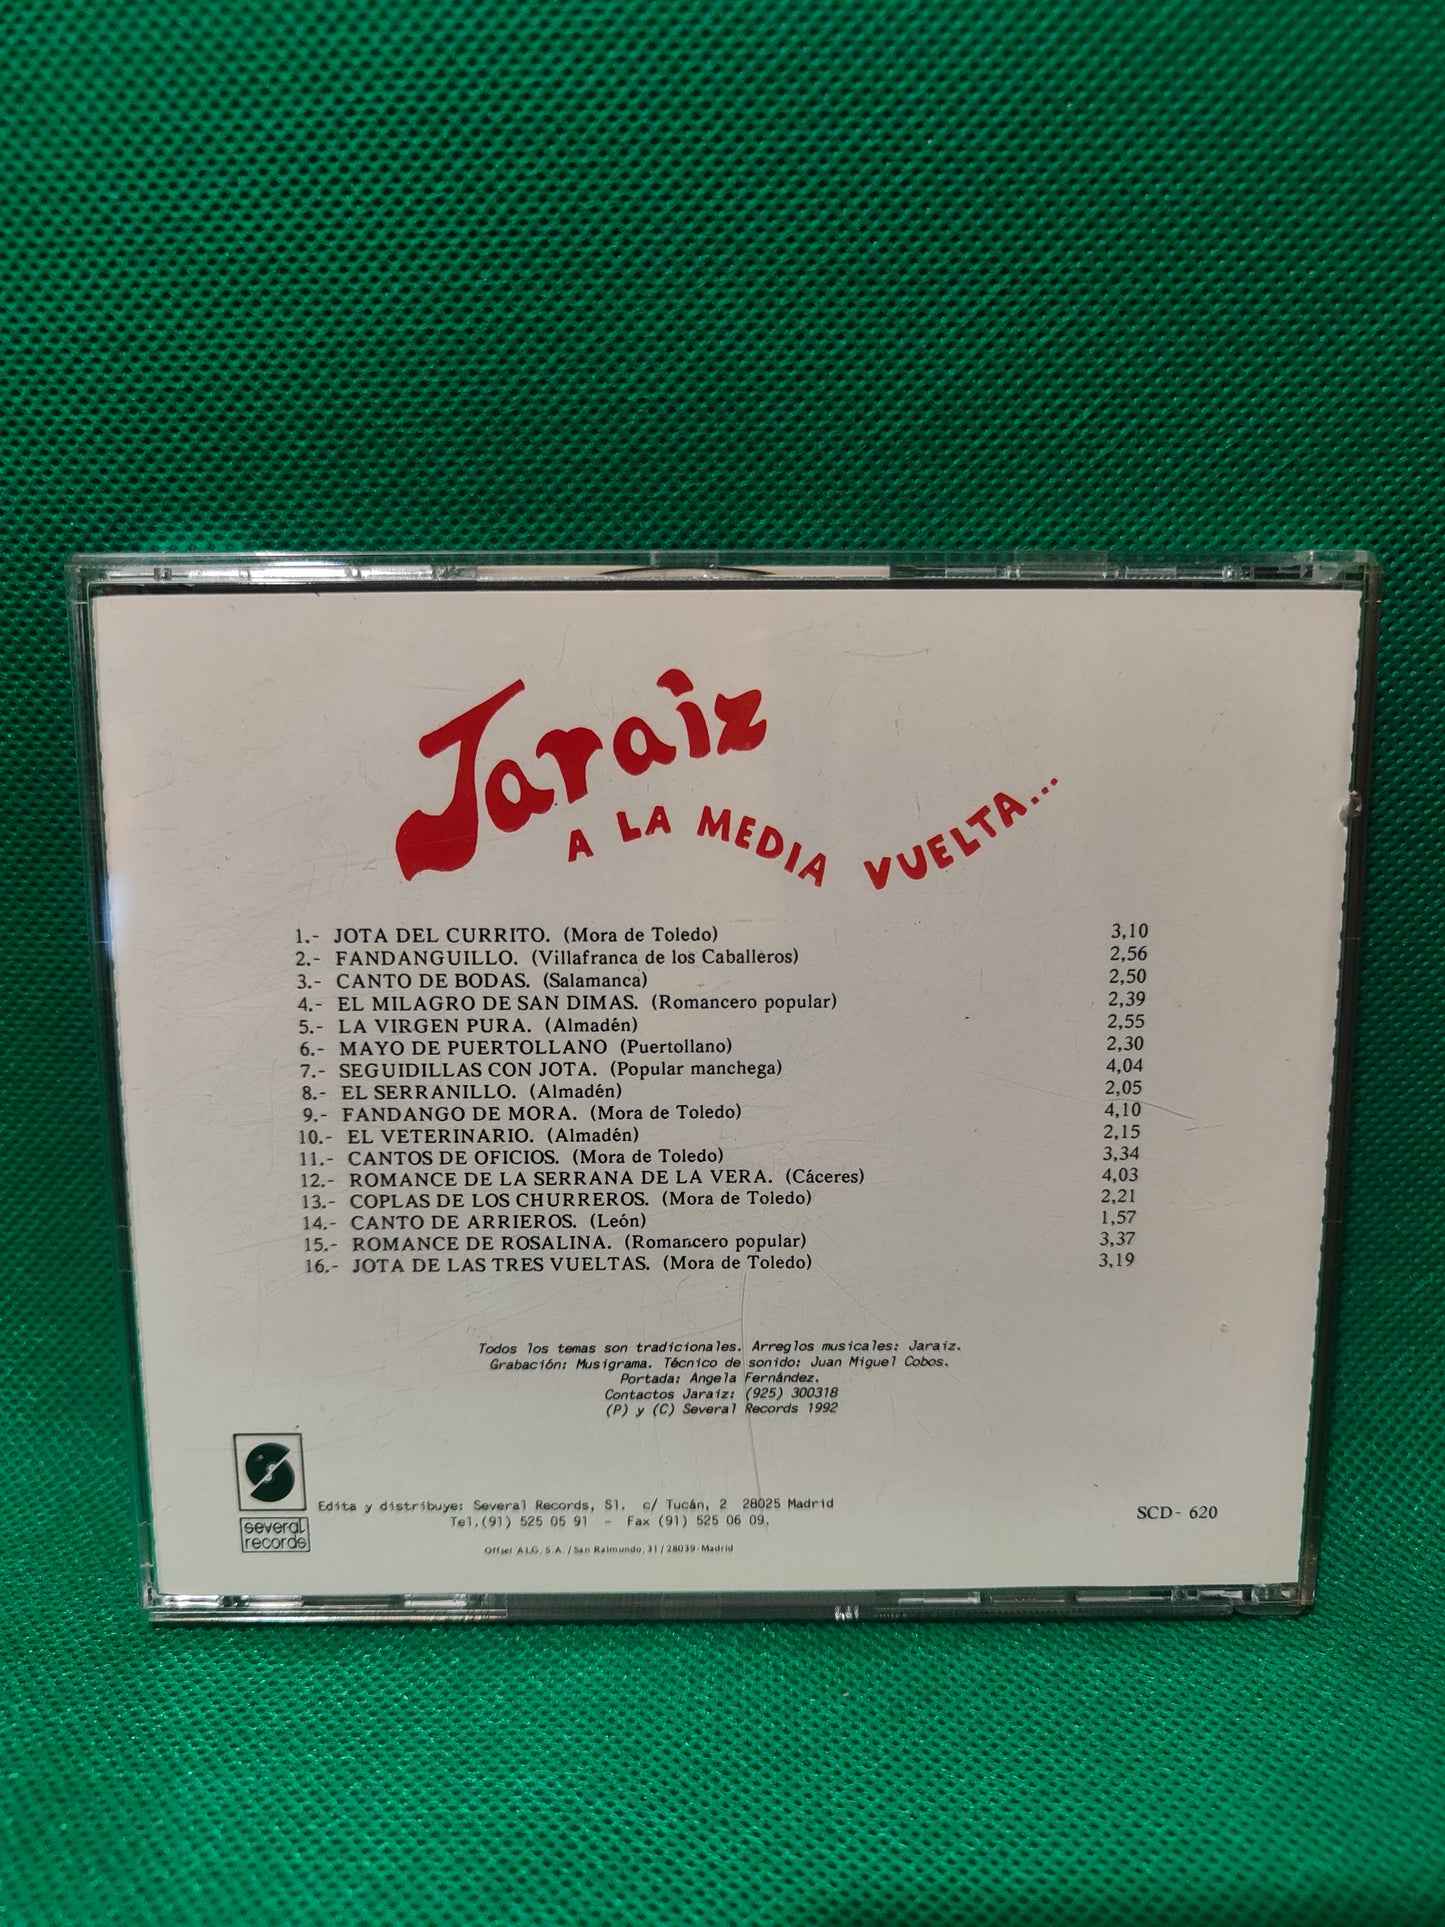 Jaraiz
A LA MEDIA VUELTA...
1.- JOTA DEL CURRITO. (Mora de Toledo) 3,10
2.- FANDANGUILLO. (Villafranca de los Caballeros) 2,56
3.- CANTO DE BODAS. (Salamanca) 2,50
4.- EL MILAGRO DE SAN DIMAS. (Romancero popular) 2,39
5.- LA VIRGEN PURA. (Almadén) 2,55
6.- MAYO DE PUERTOLLANO (Puertollano) 2,30
7.- SEGUIDILLAS CON JOTA. (Popular manchega) 4,04
8.- EL SERRANILLO. (Almadén) 2,05
9.- FANDANGO DE MORA. (Mora de Toledo) 4,10
10.- EL VETERINARIO. (Almadén) 2,15
11.- CANTOS DE OFICIOS. (Mora de Toledo) 3,34
12.- ROMANCE DE LA SERRANA DE LA VERA. (Cáceres) 4,03
13.- COPLAS DE LOS CHURREROS. (Mora de Toledo) 2,21
14.- CANTO DE ARRIEROS. (León) 1,57
15.- ROMANCE DE ROSALINA. (Romancero popular) 3,37
16.- JOTA DE LAS TRES VUELTAS. (Mora de Toledo) 3,19
Todos los temas son tradicionales. Arreglos musicales: Jaraiz.
Grabación: Musigrama. Técnico de sonido: Juan Miguel Cobos.
Portada: Angela Fernández.
Contactos Jaraiz: (925) 300318
(P) y (C) Several Records 1992
several
records
Edita y distribuye: Several Records, Sl. c/ Tucán, 2 28025 Madrid
Tel.(91) 525 05 91 - Fax (91) 525 06 09.
Offset ALG, S.A. / San Raimundo, 31 / 28039-Madrid
SCD- 620